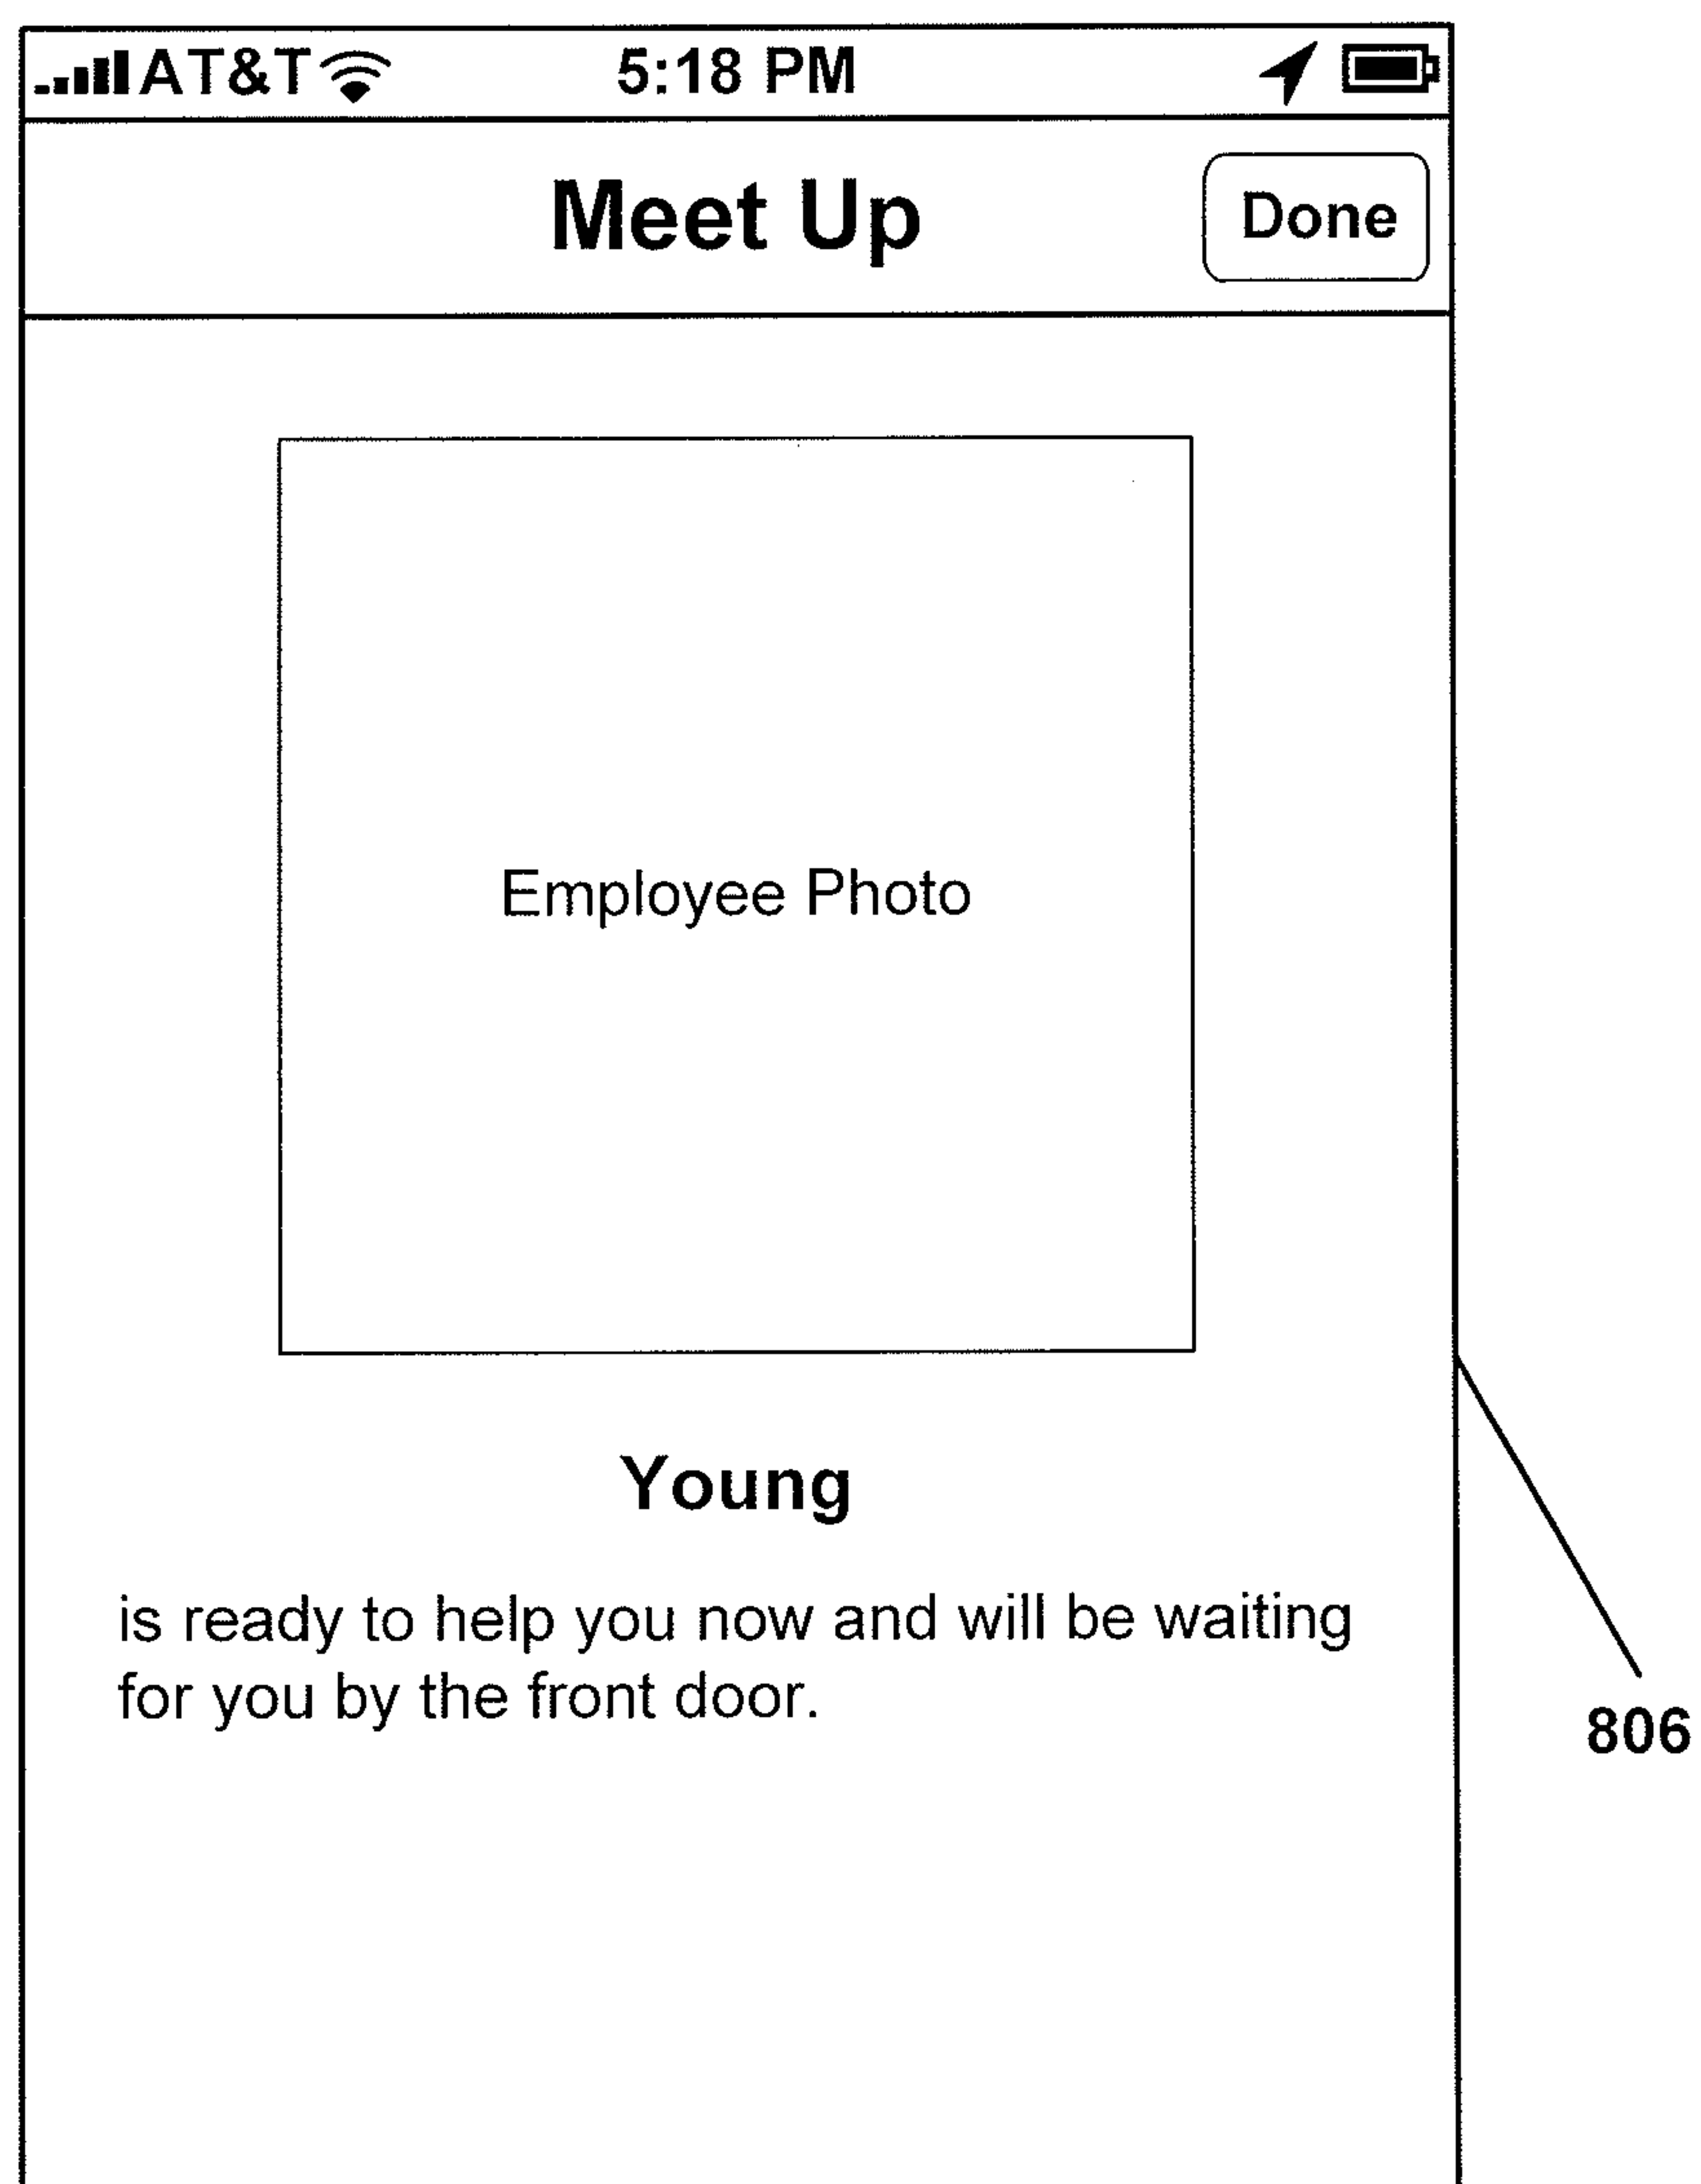 AT&T 5:18 PM
Meet Up Done
Employee Photo
Young
is ready to help you now and will be waiting
for you by the front door.
806